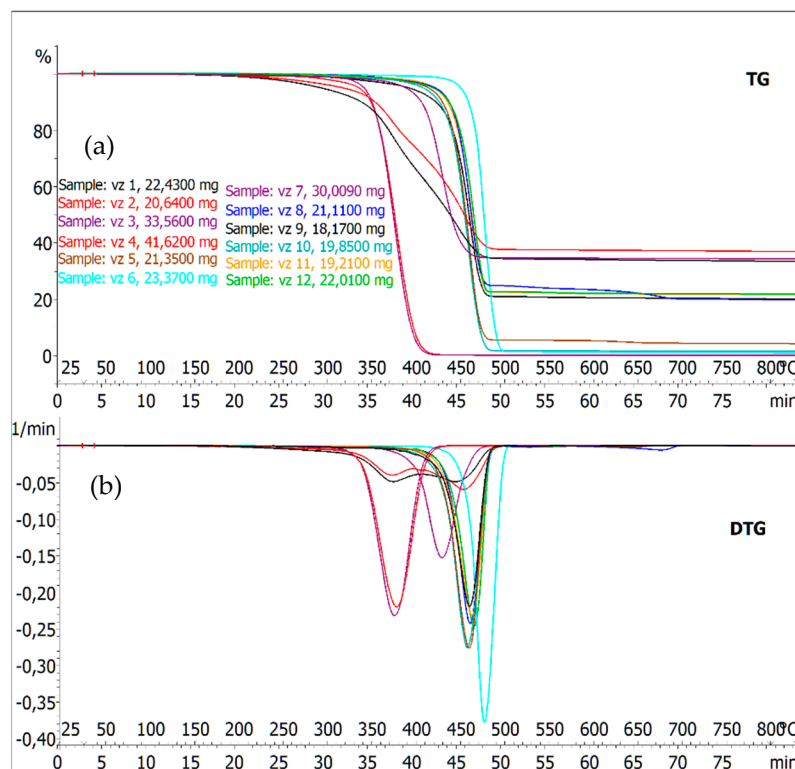 %
TG
80
(a)
60
Sample: vz 1, 22,4300 mg
Sample: vz 2, 20,6400 mg
Sample: vz 3, 33,5600 mg
Sample: vz 4, 41,6200 mg
Sample: vz 5, 21,3500 mg
Sample: vz 6, 23,3700 mg
Sample: vz 7, 30,0090 mg
Sample: vz 8, 21,1100 mg
Sample: vz 9, 18,1700 mg
Sample: vz 10, 19,8500 mg
Sample: vz 11, 19,2100 mg
Sample: vz 12, 22,0100 mg
40
20
0
25 50 100 150 200 250 300 350 400 450 500 550 600 650 700 750 800 °C
0 5 10 15 20 25 30 35 40 45 50 55 60 65 70 75 min
1/min
-0,05
(b)
-0,10
DTG
-0,15
-0,20
-0,25
-0,30
-0,35
-0,40
25 50 100 150 200 250 300 350 400 450 500 550 600 650 700 750 800 °C
0 5 10 15 20 25 30 35 40 45 50 55 60 65 70 75 min